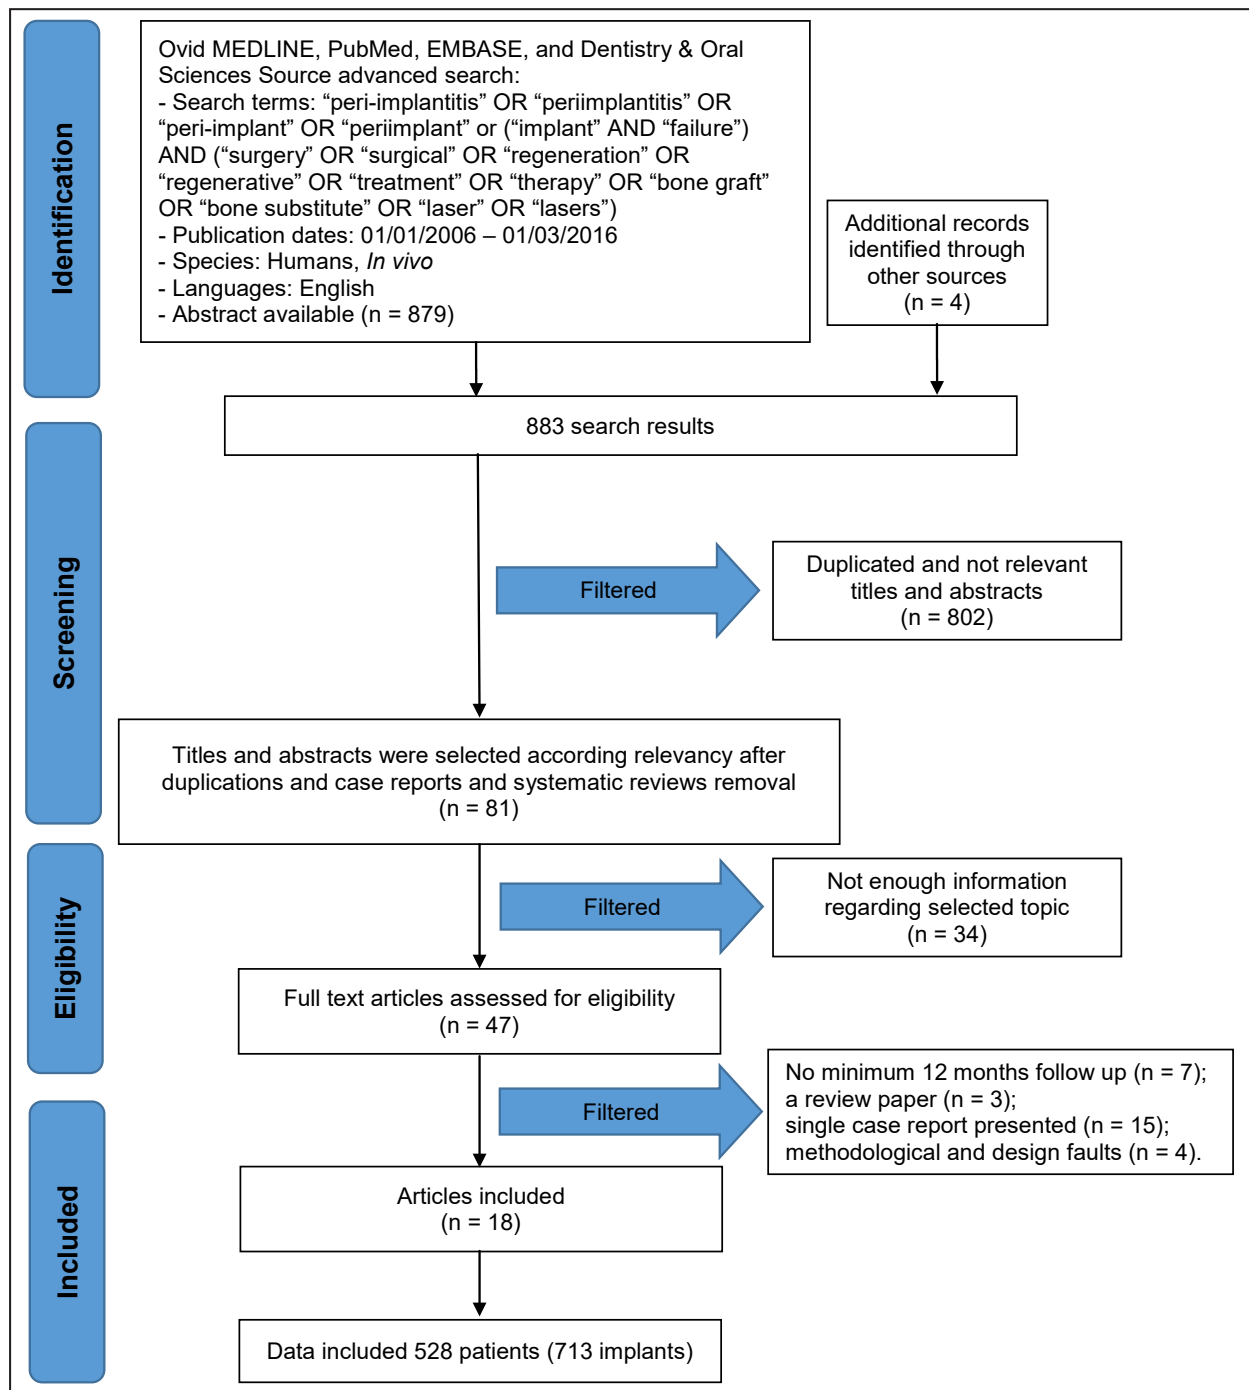 Identification
Ovid MEDLINE, PubMed, EMBASE, and Dentistry & Oral
Sciences Source advanced search:
- Search terms: “peri-implantitis” OR “periimplantitis” OR
“peri-implant” OR “periimplant” or (“implant” AND “failure”)
AND (“surgery” OR “surgical” OR “regeneration” OR
“regenerative” OR “treatment” OR “therapy” OR “bone graft”
OR “bone substitute” OR “laser” OR “lasers”)
- Publication dates: 01/01/2006 – 01/03/2016
- Species: Humans, In vivo
- Languages: English
- Abstract available (n = 879)
Additional records
identified through
other sources
(n = 4)
883 search results
Screening
Filtered
Duplicated and not relevant
titles and abstracts
(n = 802)
Titles and abstracts were selected according relevancy after
duplications and case reports and systematic reviews removal
(n = 81)
Eligibility
Filtered
Not enough information
regarding selected topic
(n = 34)
Full text articles assessed for eligibility
(n = 47)
Filtered
No minimum 12 months follow up (n = 7);
a review paper (n = 3);
single case report presented (n = 15);
methodological and design faults (n = 4).
Included
Articles included
(n = 18)
Data included 528 patients (713 implants)